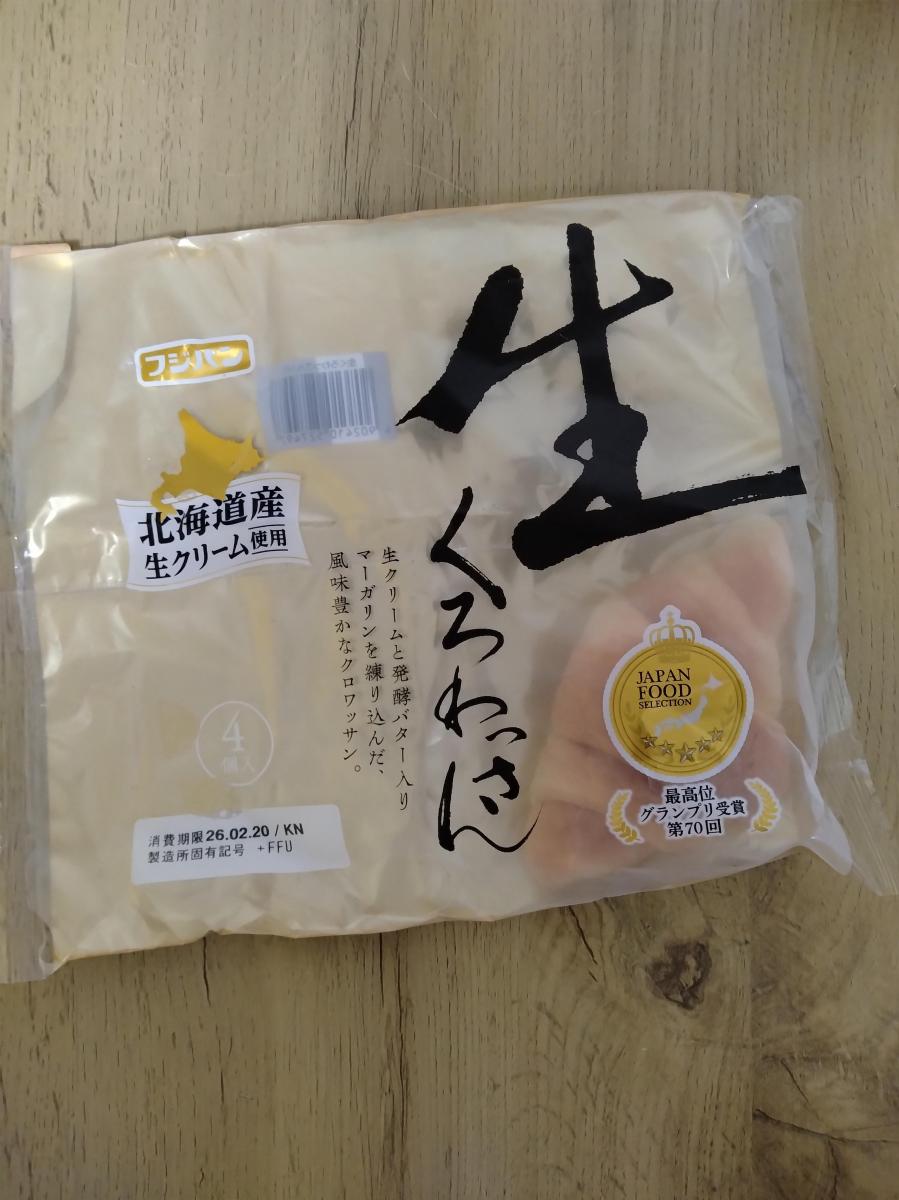 フジパン
生くろわっさん
北海道産
生クリーム使用
生クリームと発酵バター入り
マーガリンを練り込んだ、
風味豊かなクロワッサン。
4
個入
JAPAN
FOOD
SELECTION
最高位
グランプリ受賞
第70回
消費期限26.02.20/KN
製造所固有記号 +FFU